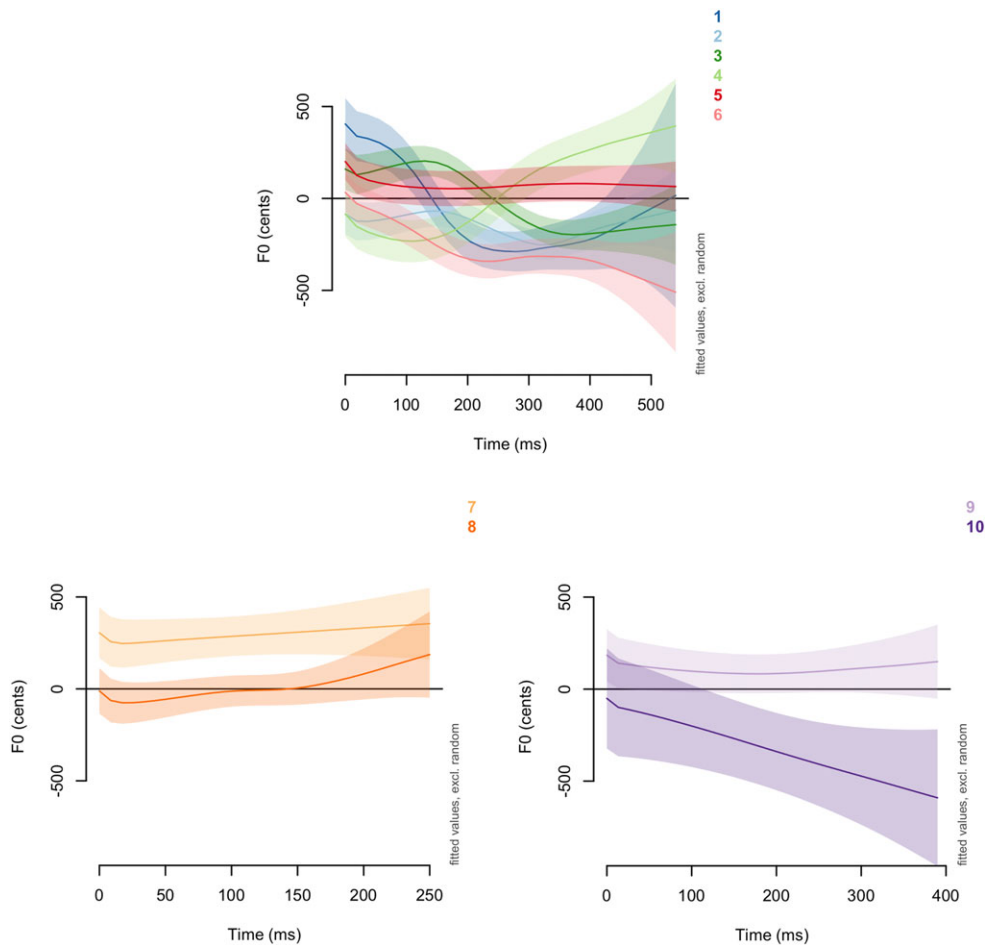 1
2
3
4
5
6
500
0
-500
F0 (cents)
fitted values, excl. random
0 100 200 300 400 500
Time (ms)
7
8
500
0
-500
F0 (cents)
fitted values, excl. random
0 50 100 150 200 250
Time (ms)
9
10
500
0
-500
F0 (cents)
fitted values, excl. random
0 100 200 300 400
Time (ms)